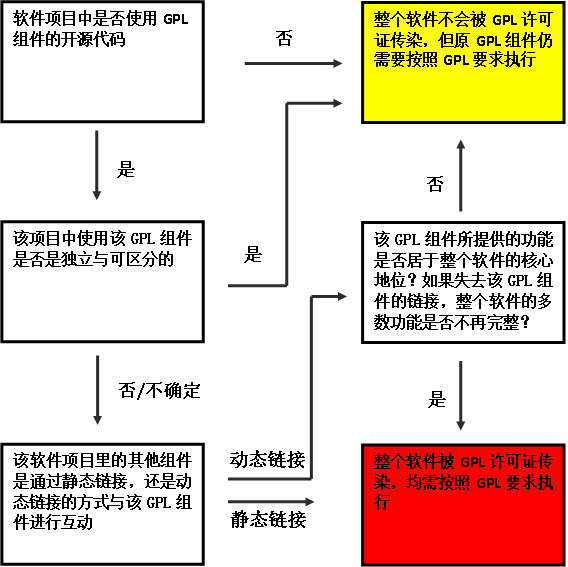 软件项目中是否使用 GPL
组件的开源代码
否
整个软件不会被 GPL 许可
证传染，但原 GPL 组件仍
需要按照 GPL 要求执行
是
否
该项目中使用该 GPL 组件
是否是独立与可区分的
是
该 GPL 组件所提供的功能
是否居于整个软件的核心
地位？如果失去该 GPL 组
件的链接，整个软件的多
数功能是否不再完整？
否/不确定
是
该软件项目里的其他组件
是通过静态链接，还是动
态链接的方式与该 GPL 组
件进行互动
动态链接
静态链接
整个软件被 GPL 许可证传
染，均需按照 GPL 要求执
行